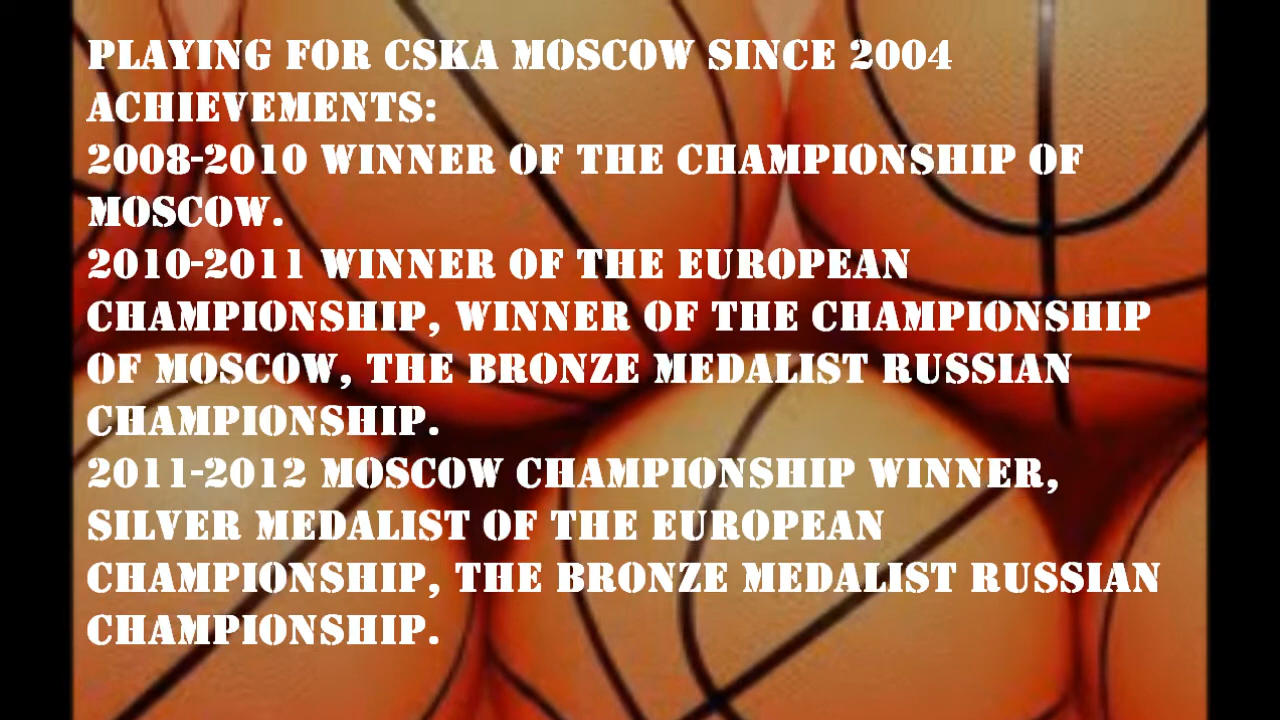 PLAYING FOR CSKA MOSCOW SINCE 2004
ACHIEVEMENTS:
2008-2010 WINNER OF THE CHAMPIONSHIP OF
MOSCOW.
2010-2011 WINNER OF THE EUROPEAN
CHAMPIONSHIP, WINNER OF THE CHAMPIONSHIP
OF MOSCOW, THE BRONZE MEDALIST RUSSIAN
CHAMPIONSHIP.
2011-2012 MOSCOW CHAMPIONSHIP WINNER,
SILVER MEDALIST OF THE EUROPEAN
CHAMPIONSHIP, THE BRONZE MEDALIST RUSSIAN
CHAMPIONSHIP.